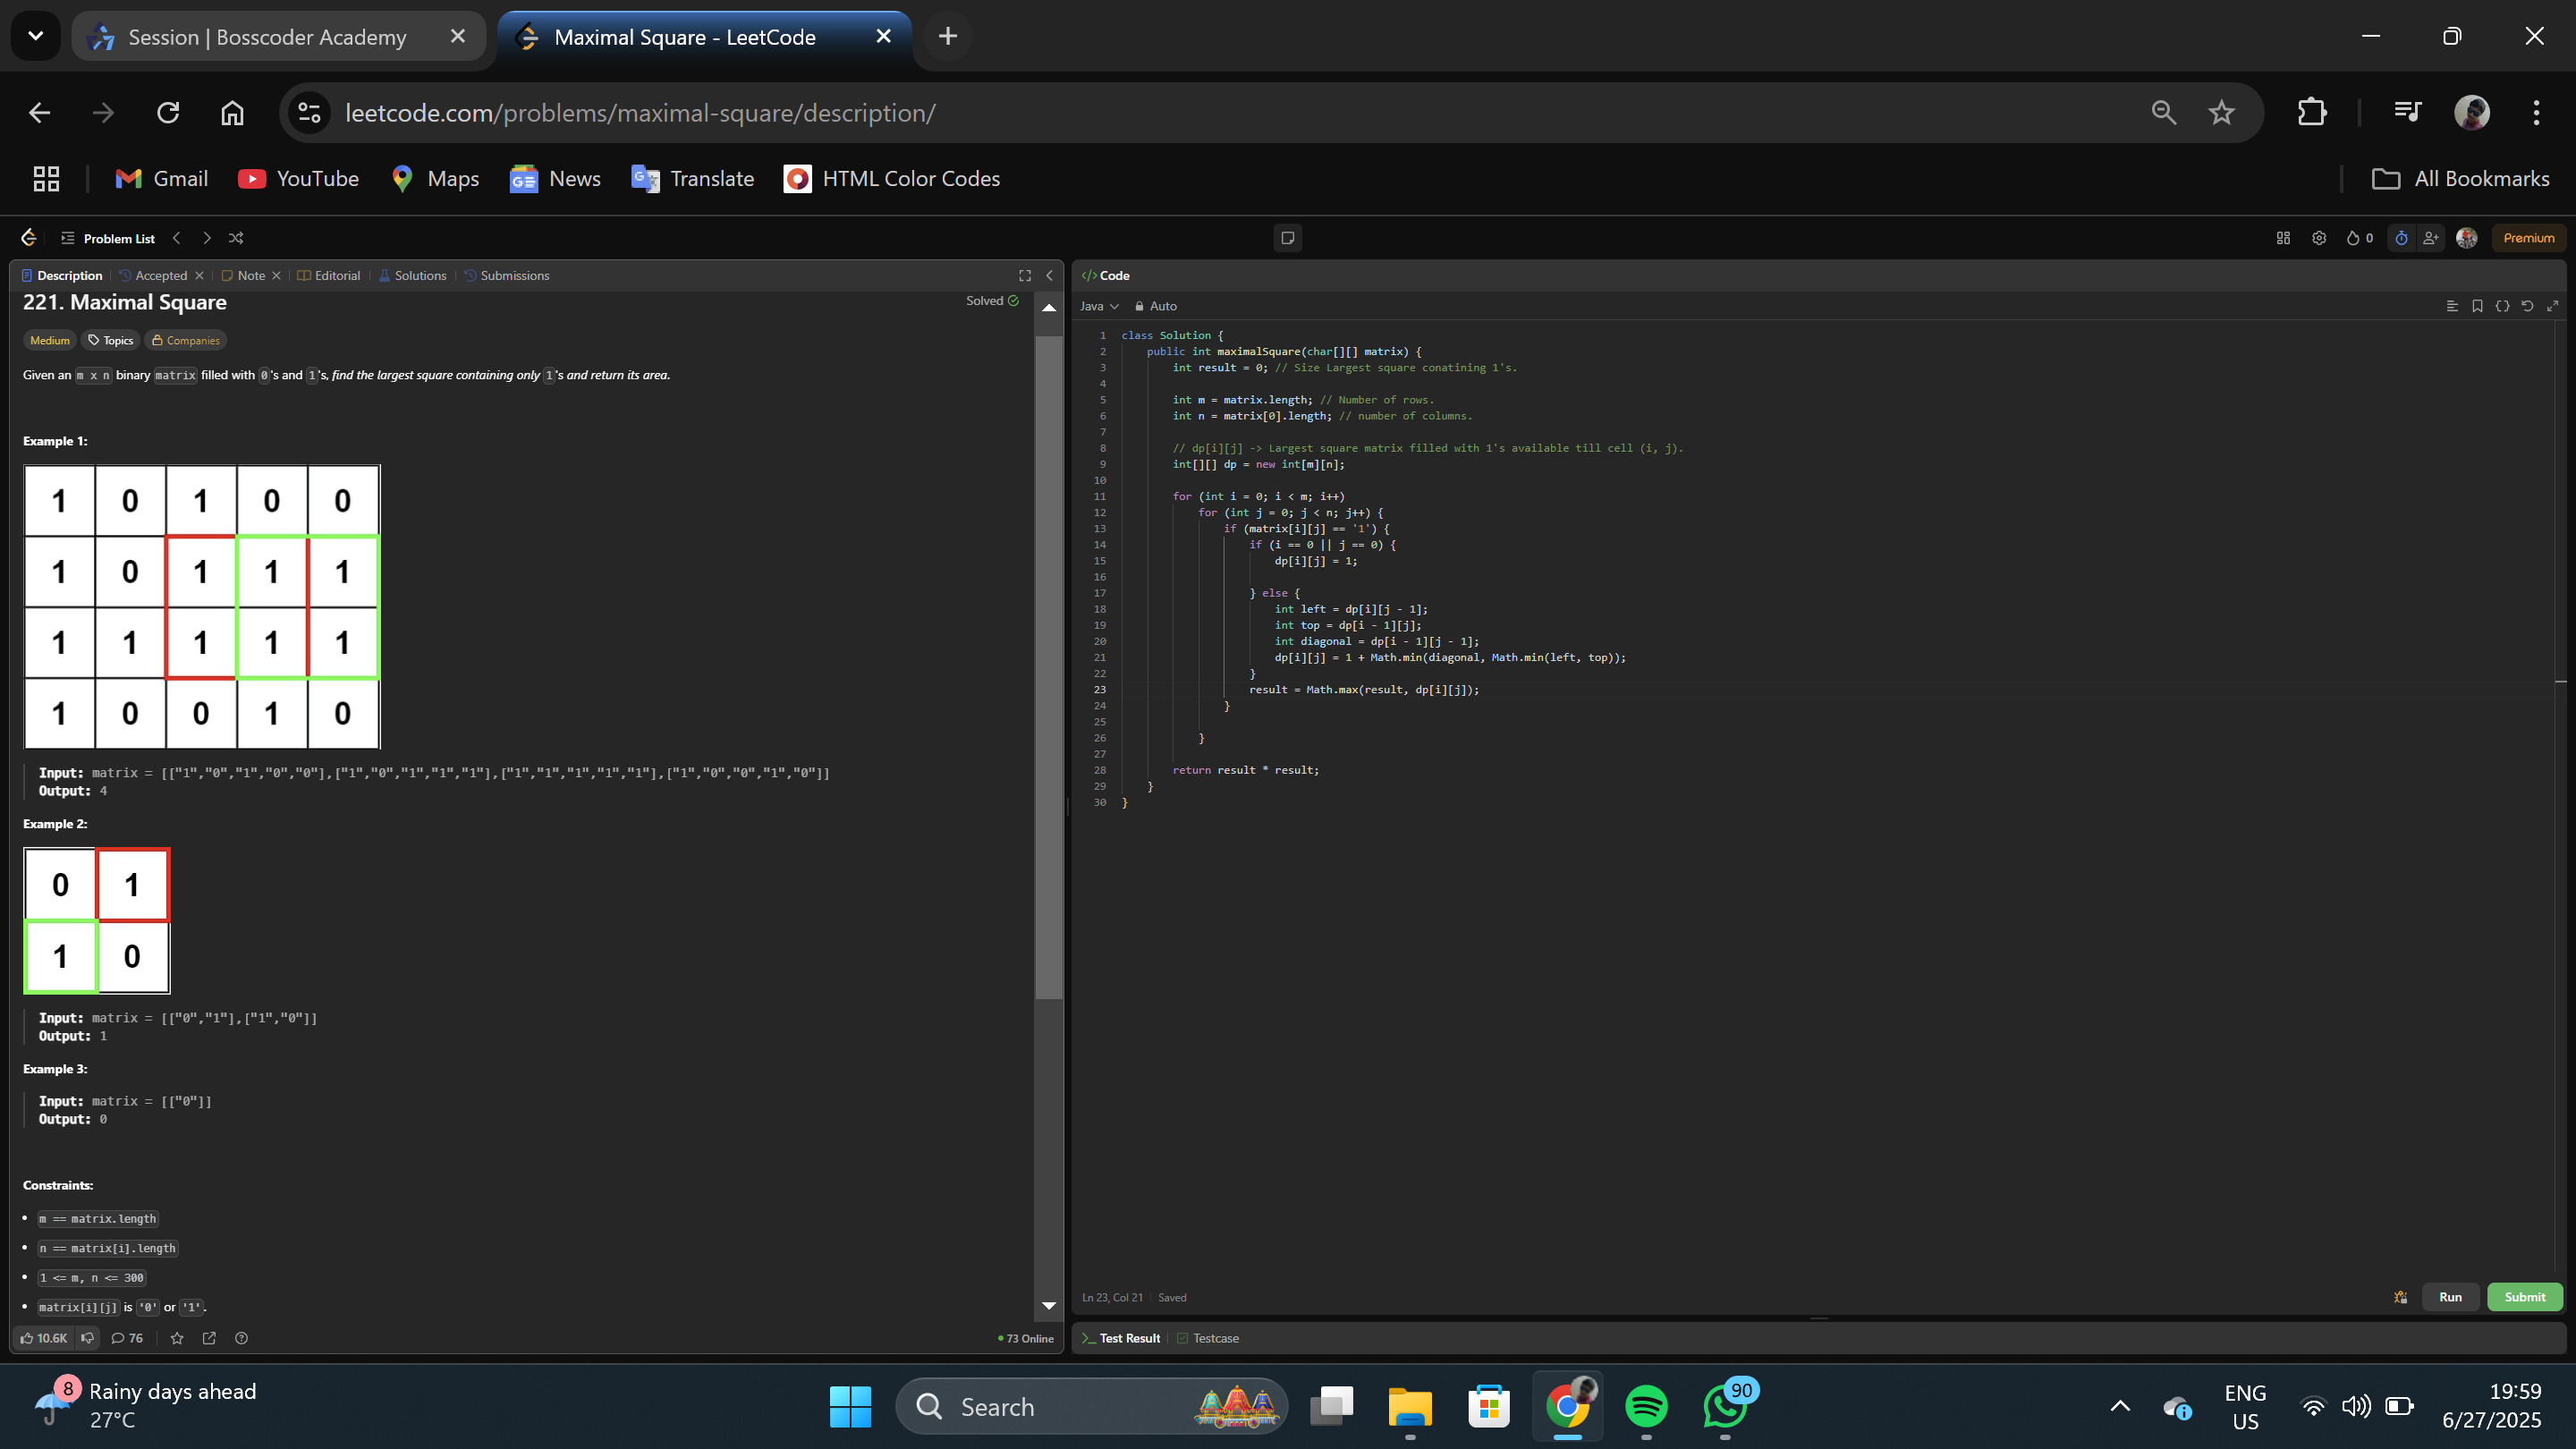 Session | Bosscoder Academy
Maximal Square - LeetCode
leetcode.com/problems/maximal-square/description/
Gmail
YouTube
Maps
News
Translate
HTML Color Codes
All Bookmarks
Problem List
0
Premium
Description
Accepted
Note
Editorial
Solutions
Submissions
221. Maximal Square
Solved
Medium
Topics
Companies
Given an m x n binary matrix filled with 0's and 1's, find the largest square containing only 1's and return its area.
Example 1:
1 0 1 0 0
1 0 1 1 1
1 1 1 1 1
1 0 0 1 0
Input: matrix = [["1","0","1","0","0"],["1","0","1","1","1"],["1","1","1","1","1"],["1","0","0","1","0"]]
Output: 4
Example 2:
0 1
1 0
Input: matrix = [["0","1"],["1","0"]]
Output: 1
Example 3:
Input: matrix = [["0"]]
Output: 0
Constraints:
m == matrix.length
n == matrix[i].length
1 <= m, n <= 300
matrix[i][j] is '0' or '1'.
10.6K
76
73 Online
</> Code
Java
Auto
1 class Solution {
2 public int maximalSquare(char[][] matrix) {
3 int result = 0; // Size Largest square conatining 1's.
4
5 int m = matrix.length; // Number of rows.
6 int n = matrix[0].length; // number of columns.
7
8 // dp[i][j] -> Largest square matrix filled with 1's available till cell (i, j).
9 int[][] dp = new int[m][n];
10
11 for (int i = 0; i < m; i++)
12 for (int j = 0; j < n; j++) {
13 if (matrix[i][j] == '1') {
14 if (i == 0 || j == 0) {
15 dp[i][j] = 1;
16
17 } else {
18 int left = dp[i][j - 1];
19 int top = dp[i - 1][j];
20 int diagonal = dp[i - 1][j - 1];
21 dp[i][j] = 1 + Math.min(diagonal, Math.min(left, top));
22 }
23 result = Math.max(result, dp[i][j]);
24 }
25
26 }
27
28 return result * result;
29 }
30 }
Ln 23, Col 21
Saved
Run
Submit
Test Result
Testcase
8
Rainy days ahead
27°C
Search
90
ENG
US
19:59
6/27/2025